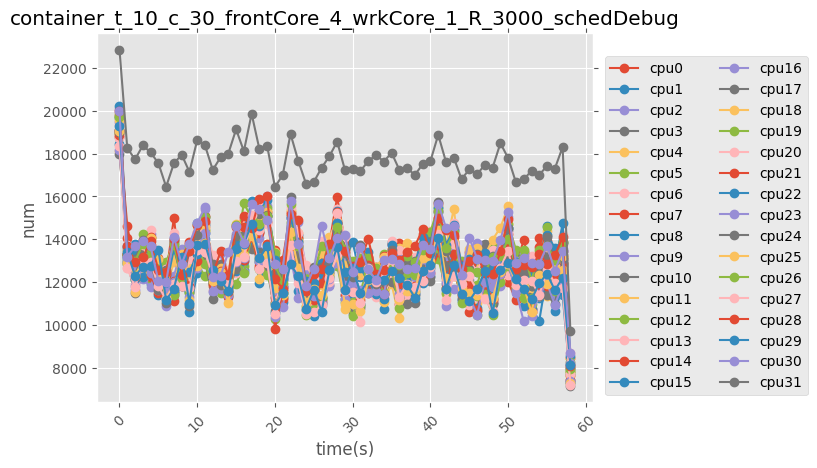 container_t_10_c_30_frontCore_4_wrkCore_1_R_3000_schedDebug
num
22000
20000
18000
16000
14000
12000
10000
8000
0
10
20
30
40
50
60
time(s)
cpu0
cpu1
cpu2
cpu3
cpu4
cpu5
cpu6
cpu7
cpu8
cpu9
cpu10
cpu11
cpu12
cpu13
cpu14
cpu15
cpu16
cpu17
cpu18
cpu19
cpu20
cpu21
cpu22
cpu23
cpu24
cpu25
cpu26
cpu27
cpu28
cpu29
cpu30
cpu31